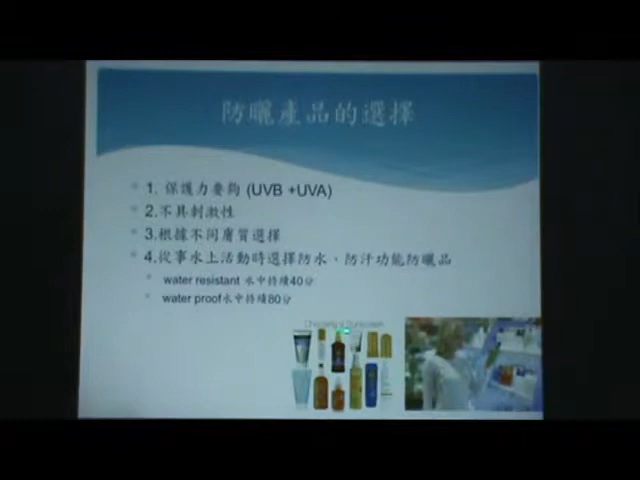 防曬產品的選擇
1. 保護力要夠 (UVB +UVA)
2.不具刺激性
3.根據不同膚質選擇
4.從事水上活動時選擇防水、防汗功能防曬品
water resistant 水中持續40分
water proof水中持續80分
Choosing a Sunscreen